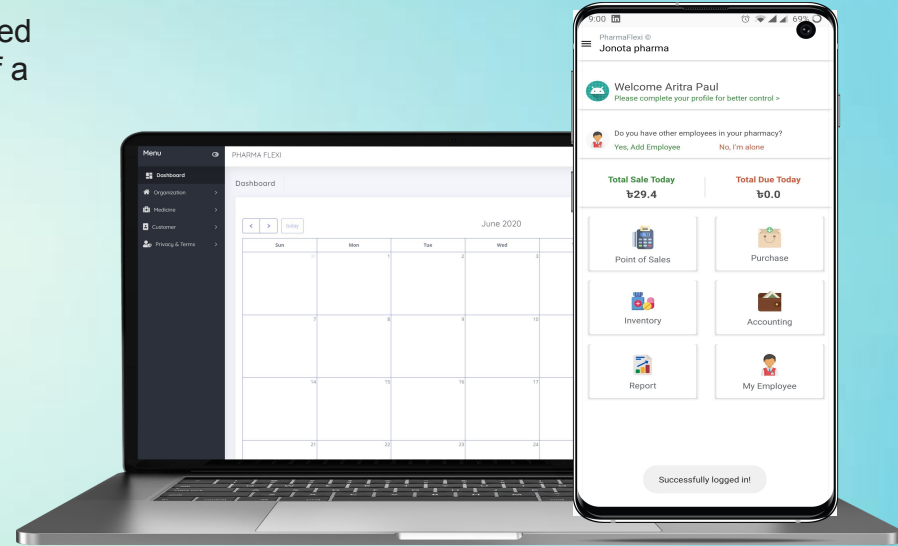 ed
f a
Menu
PHARMA FLEXI
Dashboard
Organization >
Medicine >
Customer >
Privacy & Terms >
Dashboard
< > today
June 2020
Sun Mon Tue Wed
31 1 2 3
7 8 9 10
14 15 16 17
21 22 23 24
9:00 in 69%
PharmaFlexi ©
Jonota pharma
Welcome Aritra Paul
Please complete your profile for better control >
Do you have other employees in your pharmacy?
Yes, Add Employee No, I'm alone
Total Sale Today Total Due Today
৳29.4 ৳0.0
Point of Sales Purchase
Inventory Accounting
Report My Employee
Successfully logged in!